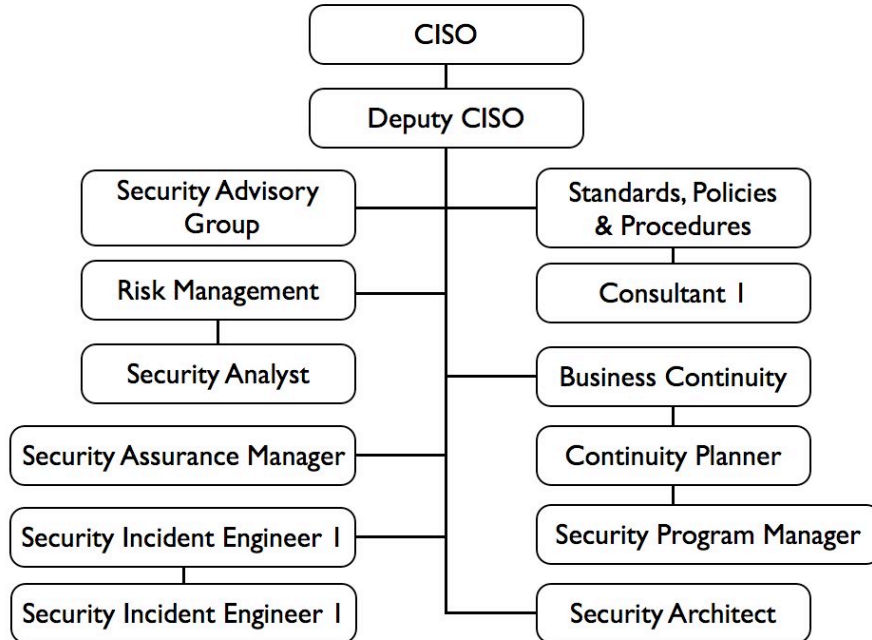 CISO
Deputy CISO
Security Advisory
Group
Standards, Policies
& Procedures
Risk Management
Consultant 1
Security Analyst
Business Continuity
Security Assurance Manager
Continuity Planner
Security Incident Engineer 1
Security Program Manager
Security Incident Engineer 1
Security Architect